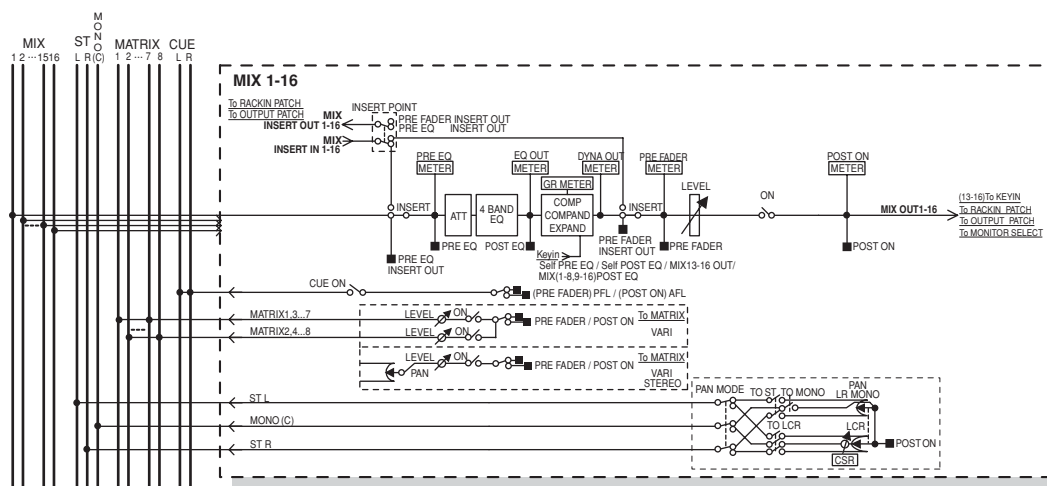 MIX
ST
MONO(C)
MATRIX
CUE
1 2 ···15 16
L R
1 2 ··· 7 8
L R
MIX 1-16
To RACKIN PATCH
To OUTPUT PATCH
MIX
INSERT OUT 1-16
MIX
INSERT IN 1-16
INSERT POINT
PRE FADER INSERT OUT
PRE EQ INSERT OUT
PRE EQ
METER
EQ OUT
METER
DYNA OUT
METER
PRE FADER
METER
POST ON
METER
GR METER
LEVEL
ON
INSERT
ATT
4 BAND
EQ
COMP
COMPAND
EXPAND
INSERT
MIX OUT1-16
(13-16)To KEYIN
To RACKIN PATCH
To OUTPUT PATCH
To MONITOR SELECT
PRE EQ
INSERT OUT
PRE EQ
POST EQ
PRE FADER
INSERT OUT
PRE FADER
POST ON
Keyin
Self PRE EQ / Self POST EQ / MIX13-16 OUT/
MIX(1-8,9-16)POST EQ
CUE ON
(PRE FADER) PFL / (POST ON) AFL
MATRIX1,3...7
LEVEL
ON
PRE FADER / POST ON
To MATRIX
MATRIX2,4...8
LEVEL
ON
VARI
LEVEL
ON
PAN
PRE FADER / POST ON
To MATRIX
VARI
STEREO
ST L
MONO (C)
ST R
PAN MODE
TO ST
TO MONO
PAN
LR MONO
TO LCR
LCR
CSR
POST ON